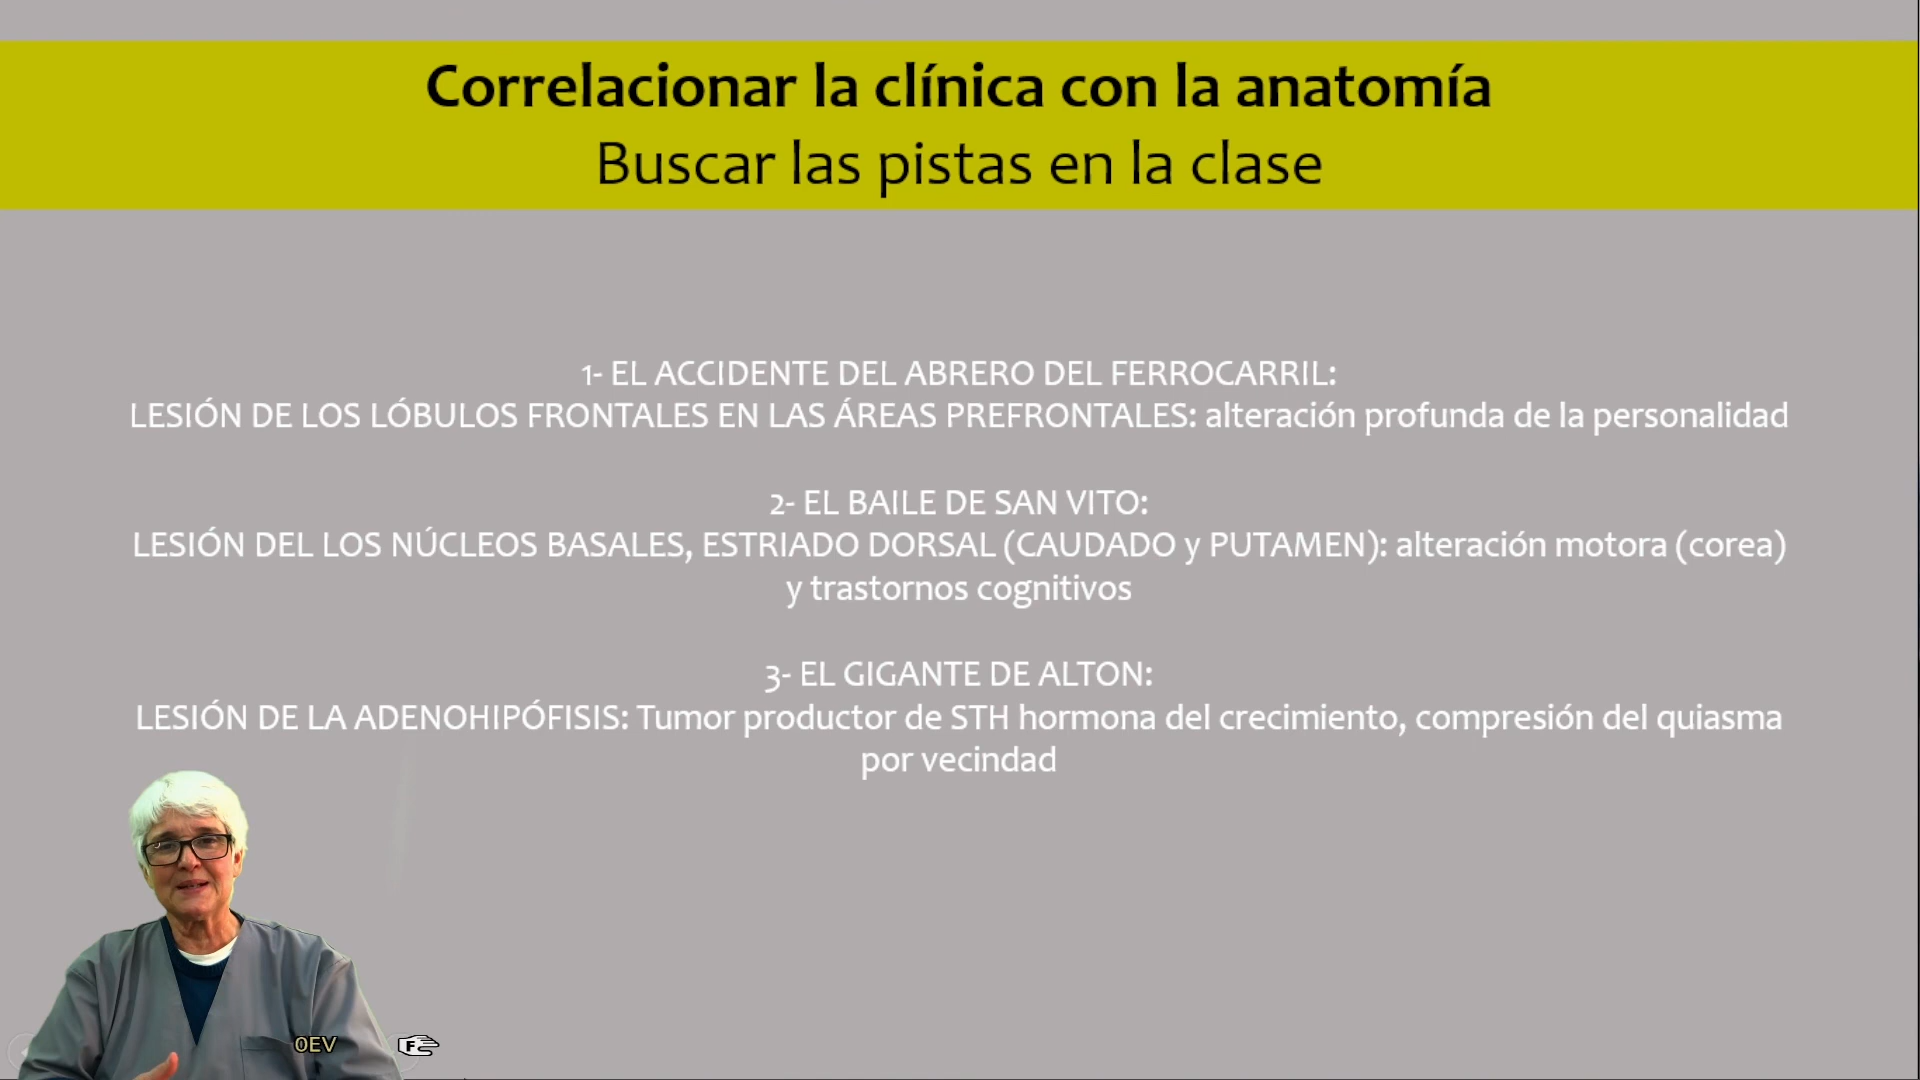 Correlacionar la clínica con la anatomía
Buscar las pistas en la clase
1- EL ACCIDENTE DEL ABRERO DEL FERROCARRIL:
LESIÓN DE LOS LÓBULOS FRONTALES EN LAS ÁREAS PREFRONTALES: alteración profunda de la personalidad
2- EL BAILE DE SAN VITO:
LESIÓN DEL LOS NÚCLEOS BASALES, ESTRIADO DORSAL (CAUDADO y PUTAMEN): alteración motora (corea)
y trastornos cognitivos
3- EL GIGANTE DE ALTON:
LESIÓN DE LA ADENOHIPÓFISIS: Tumor productor de STH hormona del crecimiento, compresión del quiasma
por vecindad
0EV
F